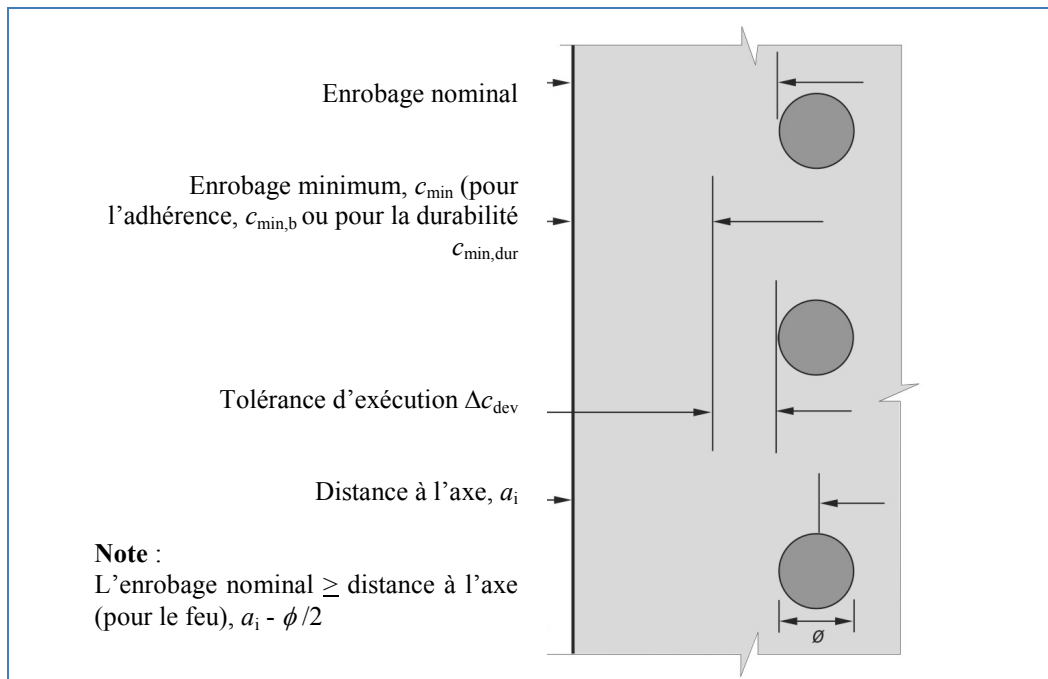 Enrobage nominal
Enrobage minimum, cmin (pour
l’adhérence, cmin,b ou pour la durabilité
cmin,dur
Tolérance d’exécution Δcdev
Distance à l’axe, ai
Note :
L’enrobage nominal ≥ distance à l’axe
(pour le feu), ai - ϕ /2
ø